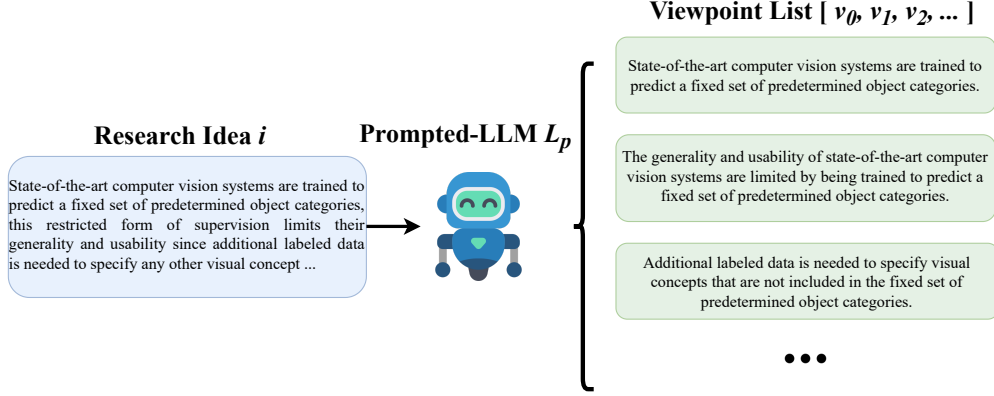 Viewpoint List [ v0, v1, v2, ... ]
State-of-the-art computer vision systems are trained to
predict a fixed set of predetermined object categories.
Research Idea i
Prompted-LLM Lp
State-of-the-art computer vision systems are trained to
predict a fixed set of predetermined object categories,
this restricted form of supervision limits their
generality and usability since additional labeled data
is needed to specify any other visual concept ...
The generality and usability of state-of-the-art computer
vision systems are limited by being trained to predict a
fixed set of predetermined object categories.
Additional labeled data is needed to specify visual
concepts that are not included in the fixed set of
predetermined object categories.
...